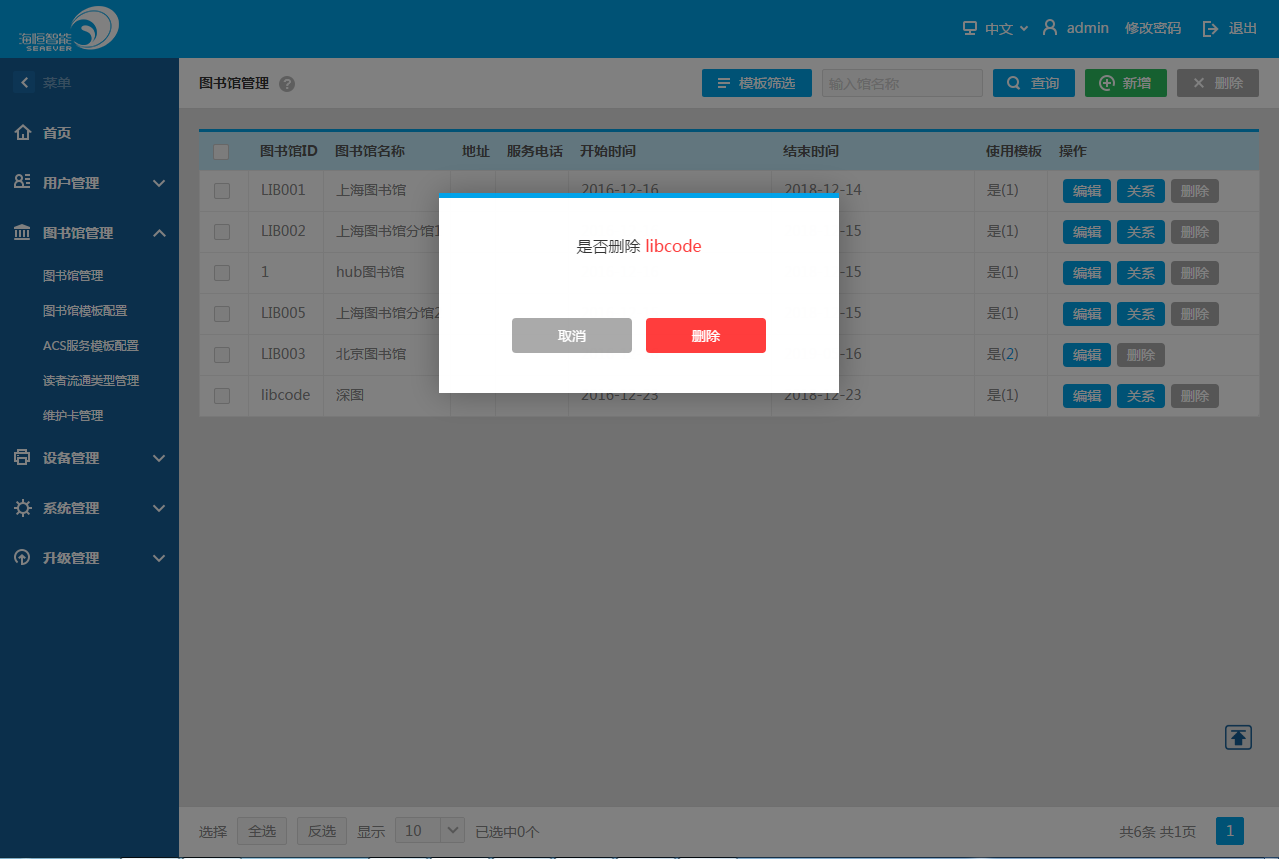 海恒智能
SEAEVER
中文 admin 修改密码 退出
菜单
首页
用户管理
图书馆管理
图书馆管理
图书馆模板配置
ACS服务模板配置
读者流通类型管理
维护卡管理
设备管理
系统管理
升级管理
图书馆管理 ? 模板筛选 输入馆名称 查询 新增 删除
图书馆ID 图书馆名称 地址 服务电话 开始时间 结束时间 使用模板 操作
LIB001 上海图书馆 2016-12-16 2018-12-14 是(1) 编辑 关系 删除
LIB002 上海图书馆分馆1 -15 是(1) 编辑 关系 删除
1 hub图书馆 -15 是(1) 编辑 关系 删除
LIB005 上海图书馆分馆2 -15 是(1) 编辑 关系 删除
LIB003 北京图书馆 -16 是(2) 编辑 删除
libcode 深图 2016-12-23 2018-12-23 是(1) 编辑 关系 删除
是否删除 libcode
取消 删除
选择 全选 反选 显示 10 已选中0个 共6条 共1页 1